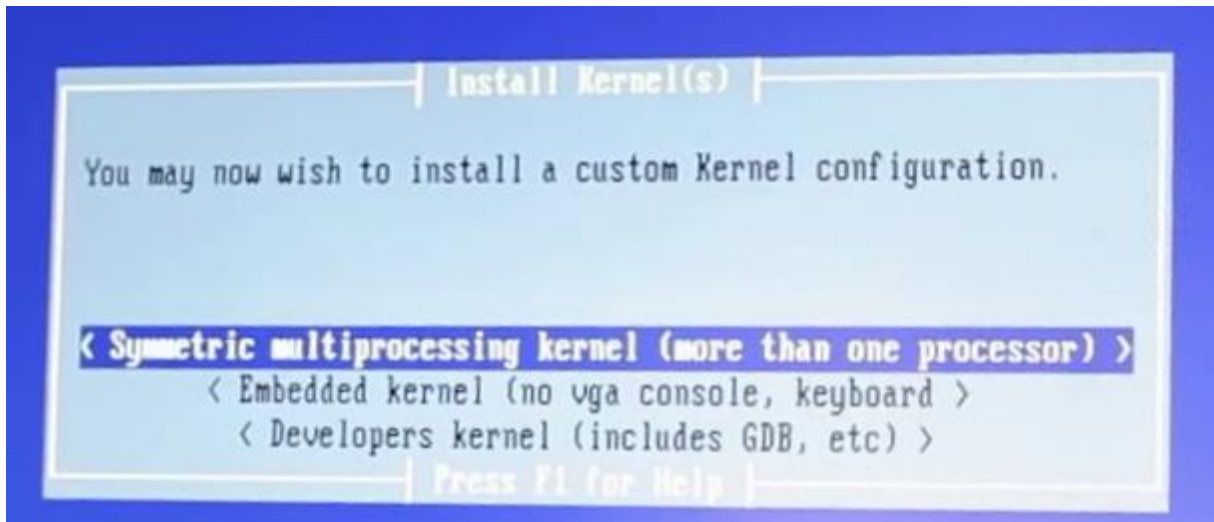 Install Kernel(s)
You may now wish to install a custom Kernel configuration.
< Symmetric multiprocessing kernel (more than one processor) >
< Embedded kernel (no vga console, keyboard >
< Developers kernel (includes GDB, etc) >
Press F1 for Help